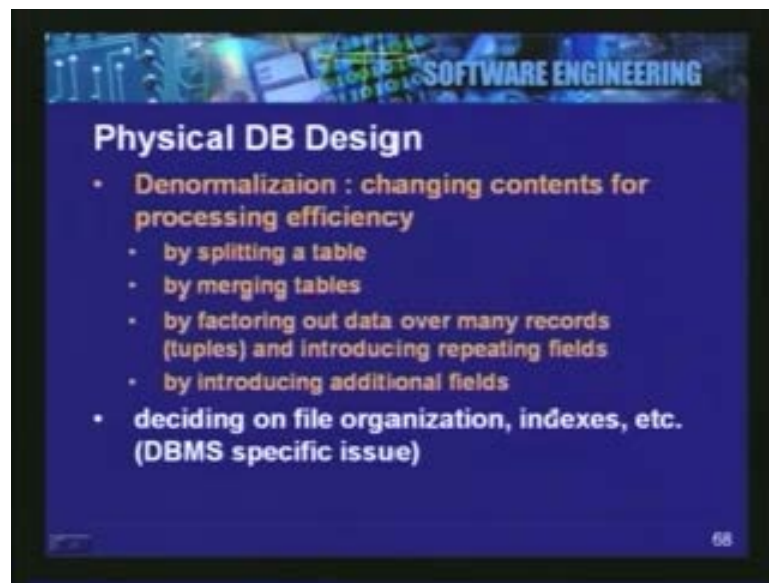 SOFTWARE ENGINEERING
Physical DB Design
• Denormalizaion : changing contents for
processing efficiency
• by splitting a table
• by merging tables
• by factoring out data over many records
(tuples) and introducing repeating fields
• by introducing additional fields
• deciding on file organization, indexes, etc.
(DBMS specific issue)
68